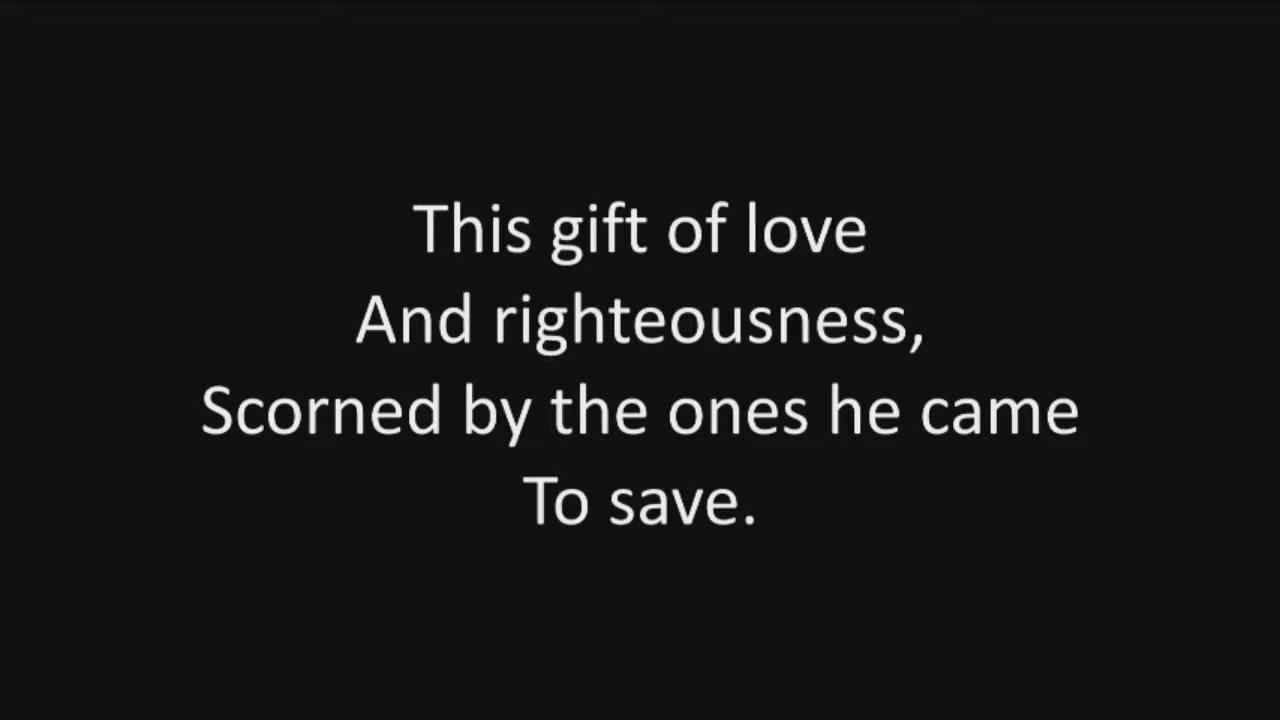 This gift of love
And righteousness,
Scorned by the ones he came
To save.